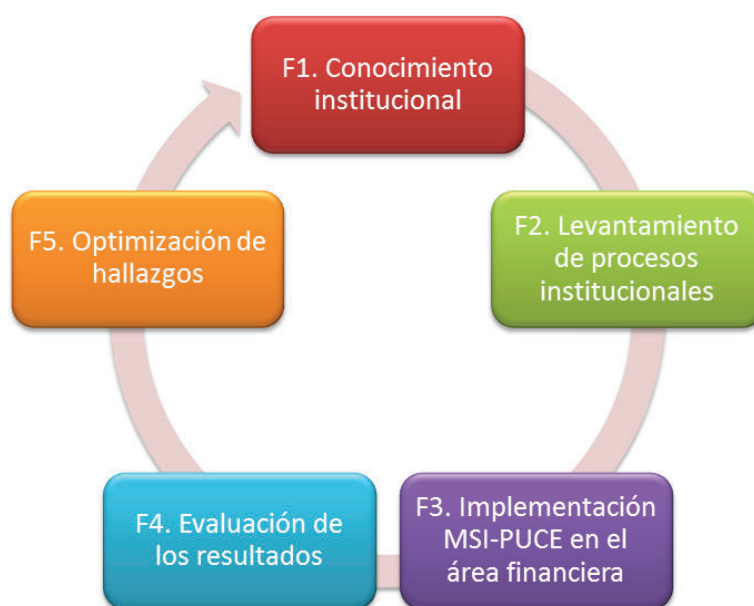 F1. Conocimiento
institucional
F2. Levantamiento
de procesos
institucionales
F3. Implementación
MSI-PUCE en el
área financiera
F4. Evaluación de
los resultados
F5. Optimización de
hallazgos